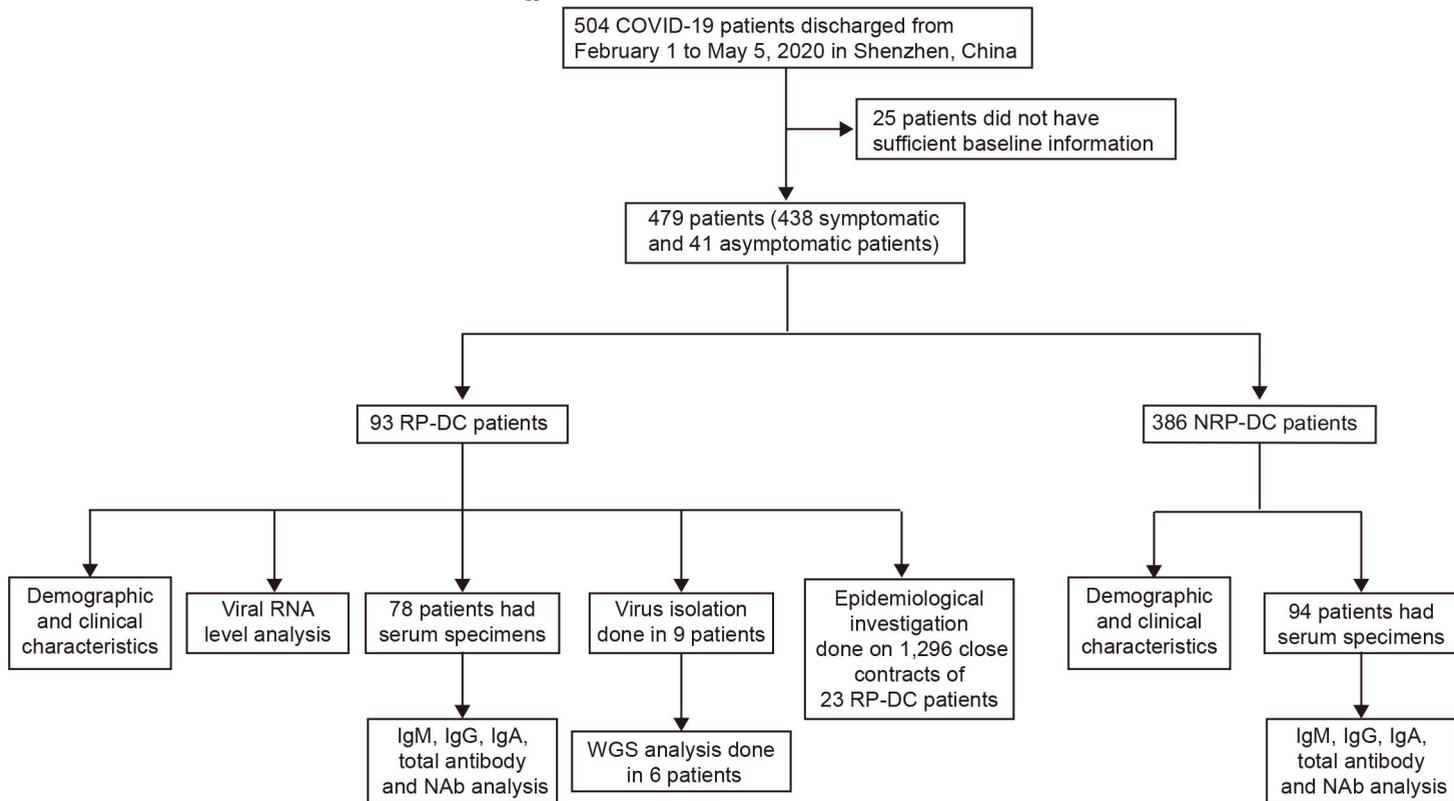 504 COVID-19 patients discharged from
February 1 to May 5, 2020 in Shenzhen, China
25 patients did not have
sufficient baseline information
479 patients (438 symptomatic
and 41 asymptomatic patients)
93 RP-DC patients
386 NRP-DC patients
Demographic
and clinical
characteristics
Viral RNA
level analysis
78 patients had
serum specimens
Virus isolation
done in 9 patients
Epidemiological
investigation
done on 1,296 close
contracts of
23 RP-DC patients
Demographic
and clinical
characteristics
94 patients had
serum specimens
IgM, IgG, IgA,
total antibody
and NAb analysis
WGS analysis done
in 6 patients
IgM, IgG, IgA,
total antibody
and NAb analysis